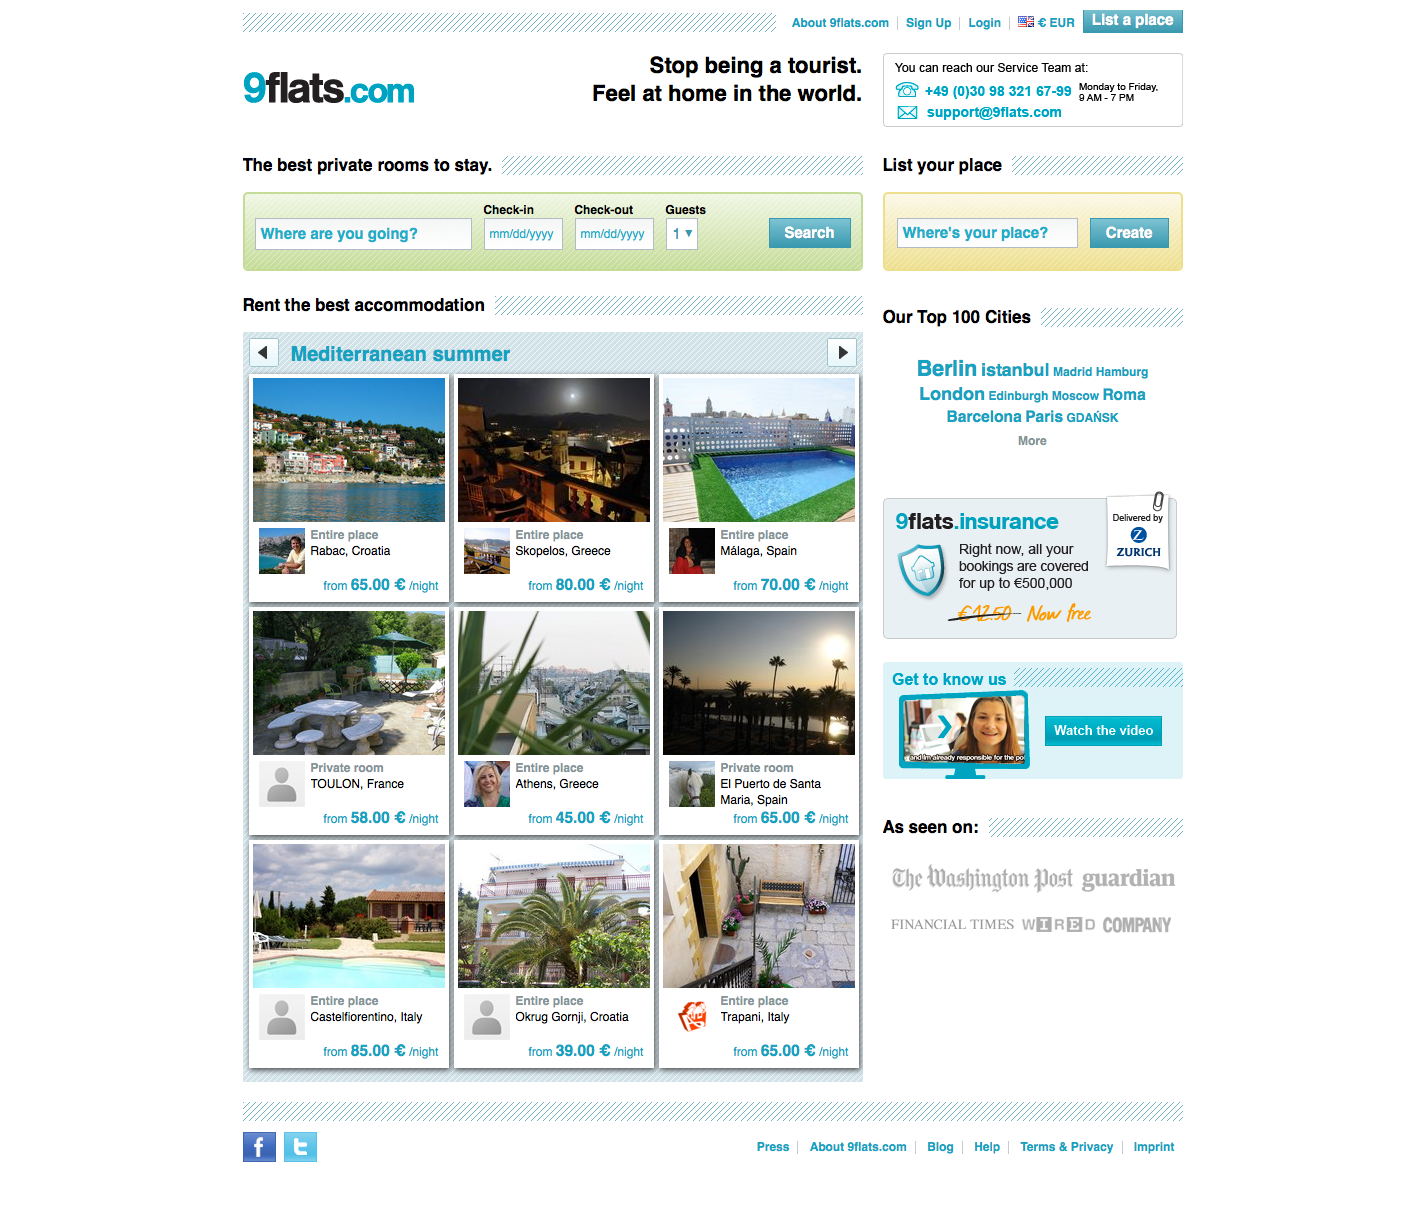 About 9flats.com Sign Up Login € EUR List a place
9flats.com
Stop being a tourist.
Feel at home in the world.
You can reach our Service Team at:
+49 (0)30 98 321 67-99 Monday to Friday,
9 AM - 7 PM
support@9flats.com
The best private rooms to stay.
List your place
Check-in Check-out Guests
Where are you going? mm/dd/yyyy mm/dd/yyyy 1 Search
Where's your place? Create
Rent the best accommodation
Our Top 100 Cities
Mediterranean summer
Berlin istanbul Madrid Hamburg
London Edinburgh Moscow Roma
Barcelona Paris GDAŃSK
More
Entire place
Rabac, Croatia
from 65.00 € /night
Entire place
Skopelos, Greece
from 80.00 € /night
Entire place
Málaga, Spain
from 70.00 € /night
9flats.insurance
Delivered by
Z
ZURICH
Right now, all your
bookings are covered
for up to €500,000
€12.50 Now free
Private room
TOULON, France
from 58.00 € /night
Entire place
Athens, Greece
from 45.00 € /night
Private room
El Puerto de Santa
Maria, Spain
from 65.00 € /night
Get to know us
and I'm already responsible for the po
Watch the video
As seen on:
The Washington Post guardian
FINANCIAL TIMES WIRED COMPANY
Entire place
Castelfiorentino, Italy
from 85.00 € /night
Entire place
Okrug Gornji, Croatia
from 39.00 € /night
Entire place
Trapani, Italy
from 65.00 € /night
f t
Press About 9flats.com Blog Help Terms & Privacy Imprint